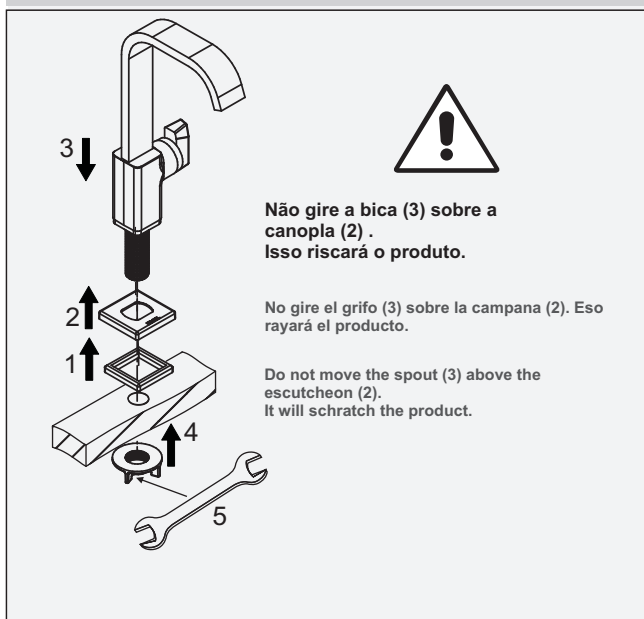 3
Não gire a bica (3) sobre a
canopla (2) .
Isso riscará o produto.
2
No gire el grifo (3) sobre la campana (2). Eso
rayará el producto.
1
Do not move the spout (3) above the
escutcheon (2).
It will schratch the product.
4
5